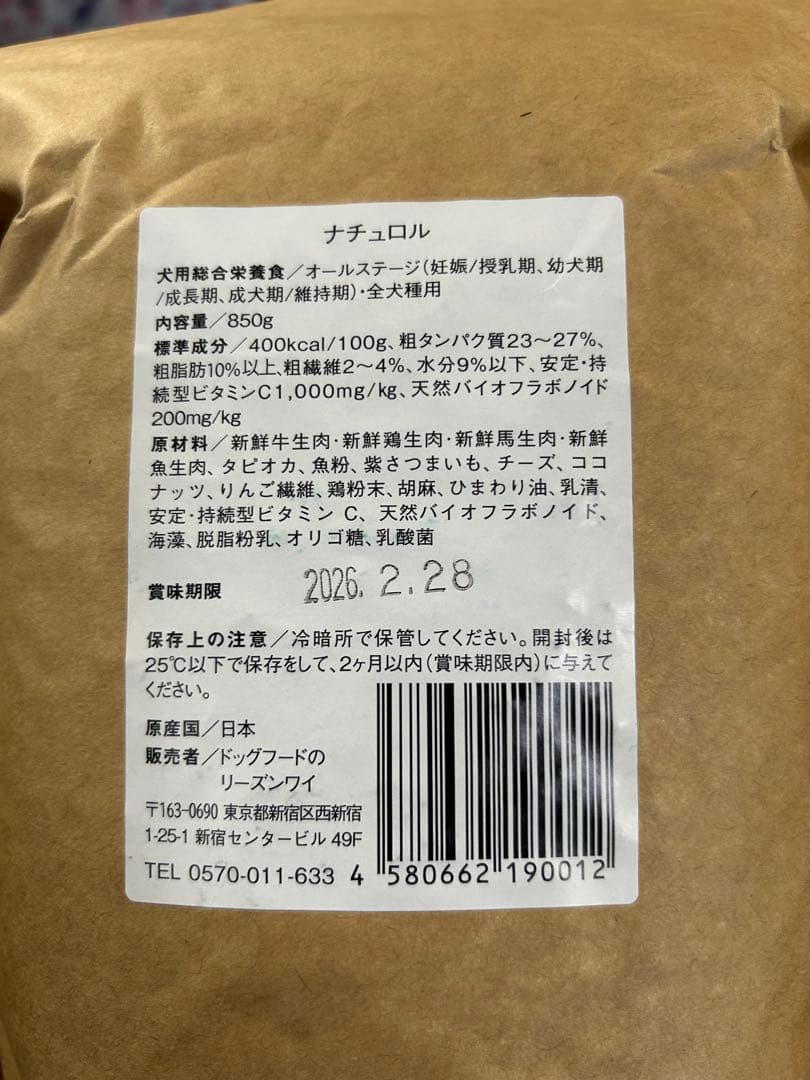 ナチュロル
犬用総合栄養食／オールステージ(妊娠/授乳期、幼犬期
/成長期、成犬期/維持期)・全犬種用
内容量／850g
標準成分／400kcal/100g、粗タンパク質23〜27%、
粗脂肪10%以上、粗繊維2〜4%、水分9%以下、安定・持
続型ビタミンC1,000mg/kg、天然バイオフラボノイド
200mg/kg
原材料／新鮮牛生肉・新鮮鶏生肉・新鮮馬生肉・新鮮
魚生肉、タピオカ、魚粉、紫さつまいも、チーズ、ココ
ナッツ、りんご繊維、鶏粉末、胡麻、ひまわり油、乳清、
安定・持続型ビタミン C、天然バイオフラボノイド、
海藻、脱脂粉乳、オリゴ糖、乳酸菌
賞味期限 2026. 2.28
保存上の注意／冷暗所で保管してください。開封後は
25℃以下で保存をして、2ヶ月以内(賞味期限内)に与えて
ください。
原産国／日本
販売者／ドッグフードの
リーズンワイ
〒163-0690 東京都新宿区西新宿
1-25-1 新宿センタービル 49F
TEL 0570-011-633
4 580662 190012